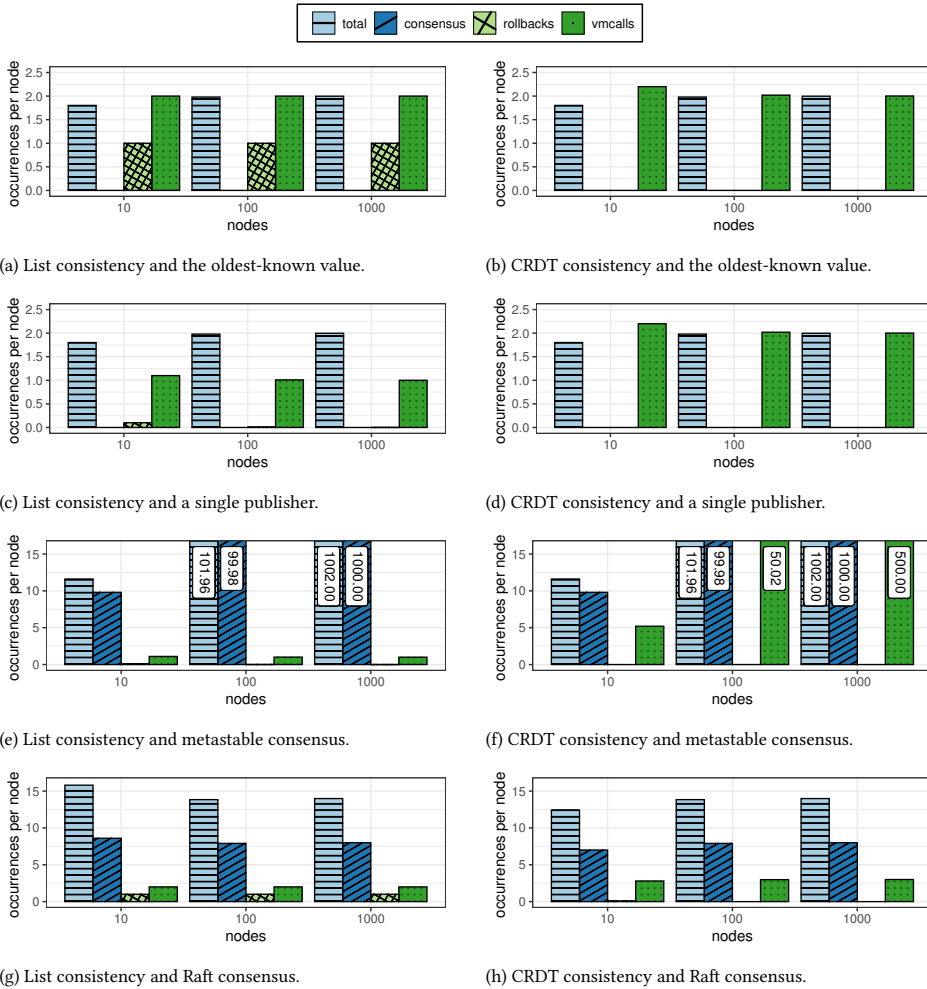 total consensus rollbacks vmcalls
occurrences per node
2.5
2.0
1.5
1.0
0.5
0.0
10 100 1000
nodes
(a) List consistency and the oldest-known value.
occurrences per node
2.5
2.0
1.5
1.0
0.5
0.0
10 100 1000
nodes
(b) CRDT consistency and the oldest-known value.
occurrences per node
2.5
2.0
1.5
1.0
0.5
0.0
10 100 1000
nodes
(c) List consistency and a single publisher.
occurrences per node
2.5
2.0
1.5
1.0
0.5
0.0
10 100 1000
nodes
(d) CRDT consistency and a single publisher.
occurrences per node
15
10
5
0
101.96
99.98
1002.00
1000.00
10 100 1000
nodes
(e) List consistency and metastable consensus.
occurrences per node
15
10
5
0
101.96
99.98
50.02
1002.00
1000.00
500.00
10 100 1000
nodes
(f) CRDT consistency and metastable consensus.
occurrences per node
15
10
5
0
10 100 1000
nodes
(g) List consistency and Raft consensus.
occurrences per node
15
10
5
0
10 100 1000
nodes
(h) CRDT consistency and Raft consensus.